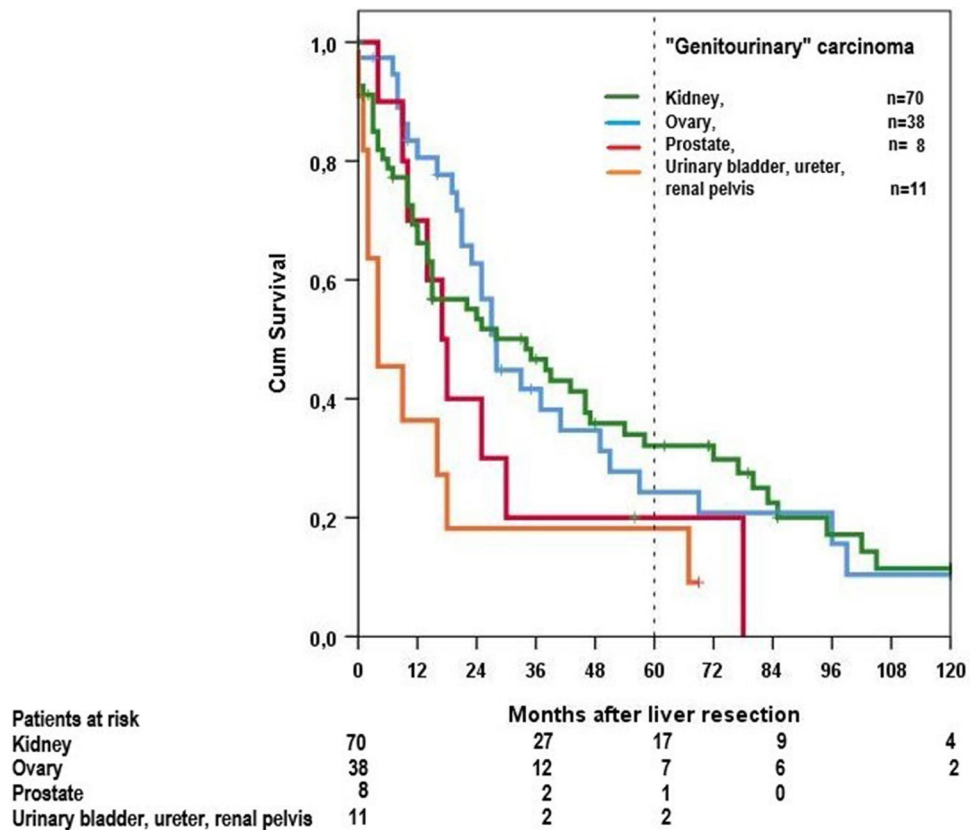 "Genitourinary" carcinoma
Kidney, n=70
Ovary, n=38
Prostate, n= 8
Urinary bladder, ureter,
renal pelvis n=11
Cum Survival
1,0
0,8
0,6
0,4
0,2
0,0
0 12 24 36 48 60 72 84 96 108 120
Months after liver resection
Patients at risk
Kidney 70 27 17 9 4
Ovary 38 12 7 6 2
Prostate 8 2 1 0
Urinary bladder, ureter, renal pelvis 11 2 2